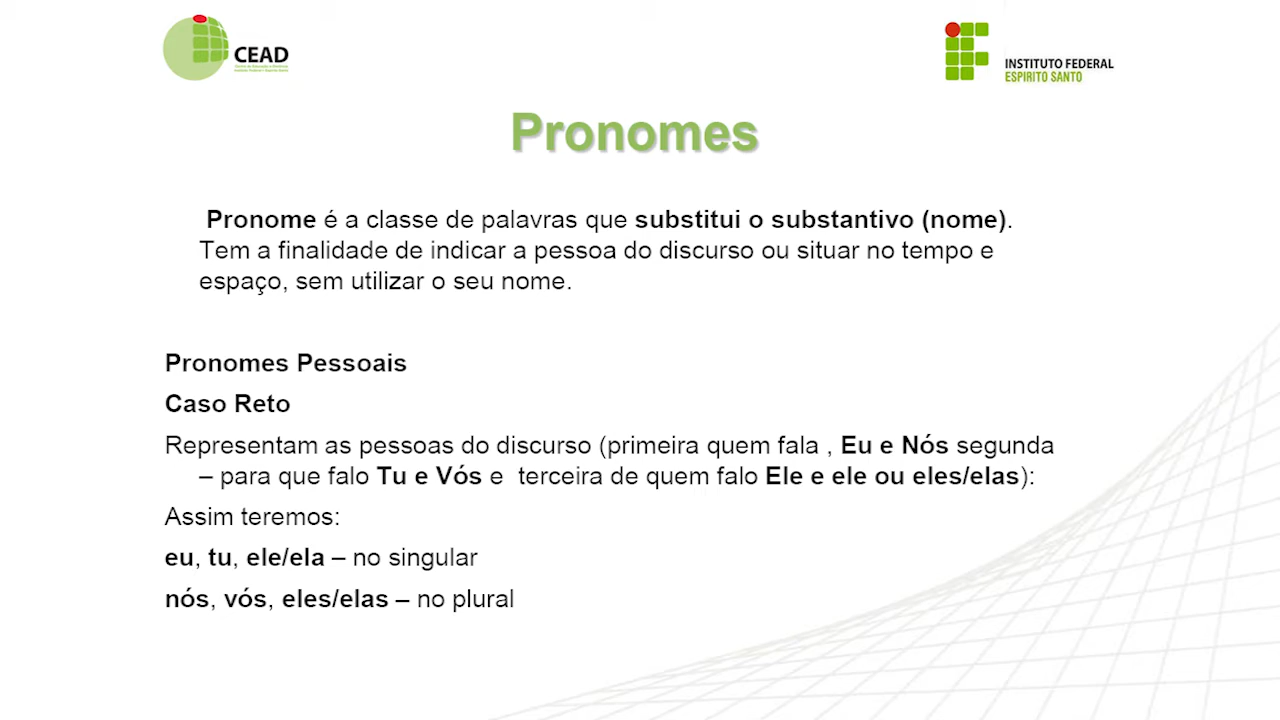 CEAD
INSTITUTO FEDERAL
ESPIRITO SANTO
Pronomes
Pronome é a classe de palavras que substitui o substantivo (nome).
Tem a finalidade de indicar a pessoa do discurso ou situar no tempo e
espaço, sem utilizar o seu nome.
Pronomes Pessoais
Caso Reto
Representam as pessoas do discurso (primeira quem fala , Eu e Nós segunda
– para que falo Tu e Vós e terceira de quem falo Ele e ele ou eles/elas):
Assim teremos:
eu, tu, ele/ela – no singular
nós, vós, eles/elas – no plural